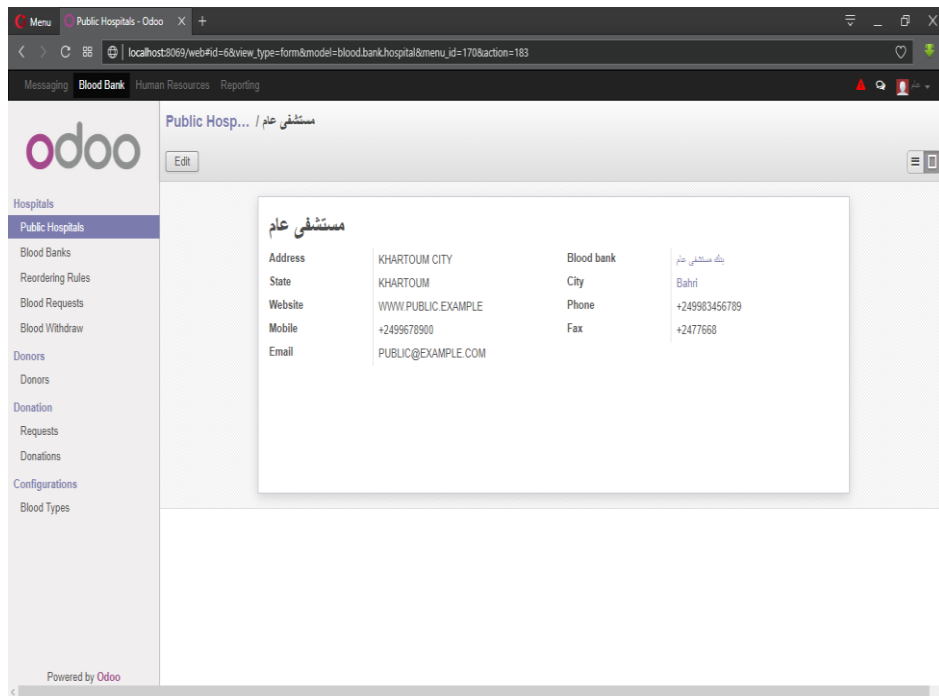 Menu Public Hospitals - Odoo X +
localhost:8069/web#id=6&view_type=form&model=blood.bank.hospital&menu_id=170&action=183
Messaging Blood Bank Human Resources Reporting
odoo
Public Hosp... / مستشفى عام
Edit
Hospitals
Public Hospitals
Blood Banks
Reordering Rules
Blood Requests
Blood Withdraw
Donors
Donors
Donation
Requests
Donations
Configurations
Blood Types
مستشفى عام
Address KHARTOUM CITY Blood bank بنك مستشفى عام
State KHARTOUM City Bahri
Website WWW.PUBLIC.EXAMPLE Phone +249983456789
Mobile +2499678900 Fax +2477668
Email PUBLIC@EXAMPLE.COM
Powered by Odoo